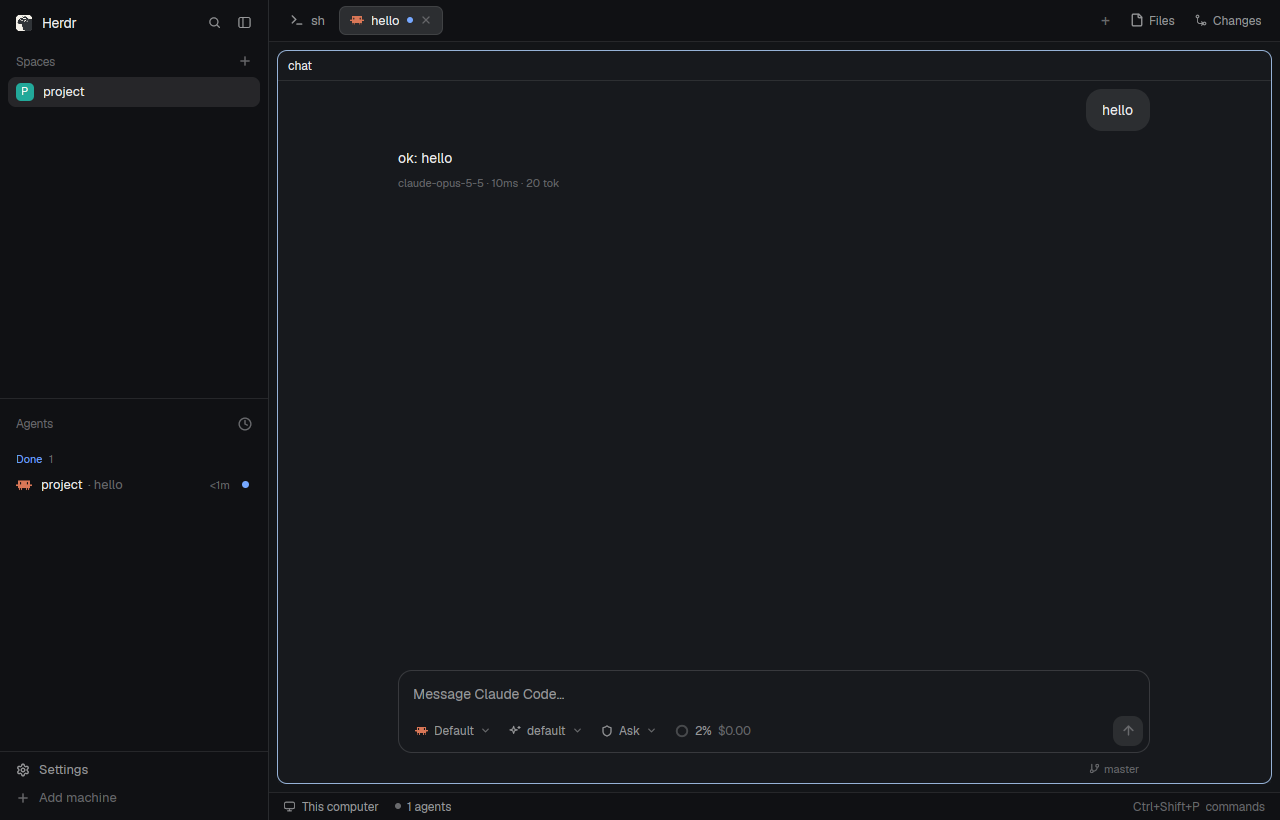 Herdr
Spaces
P project
Agents
Done 1
project · hello <1m
Settings
Add machine
sh
hello
Files
Changes
chat
hello
ok: hello
claude-opus-5-5 · 10ms · 20 tok
Message Claude Code...
Default
default
Ask
2% $0.00
master
This computer
1 agents
Ctrl+Shift+P commands